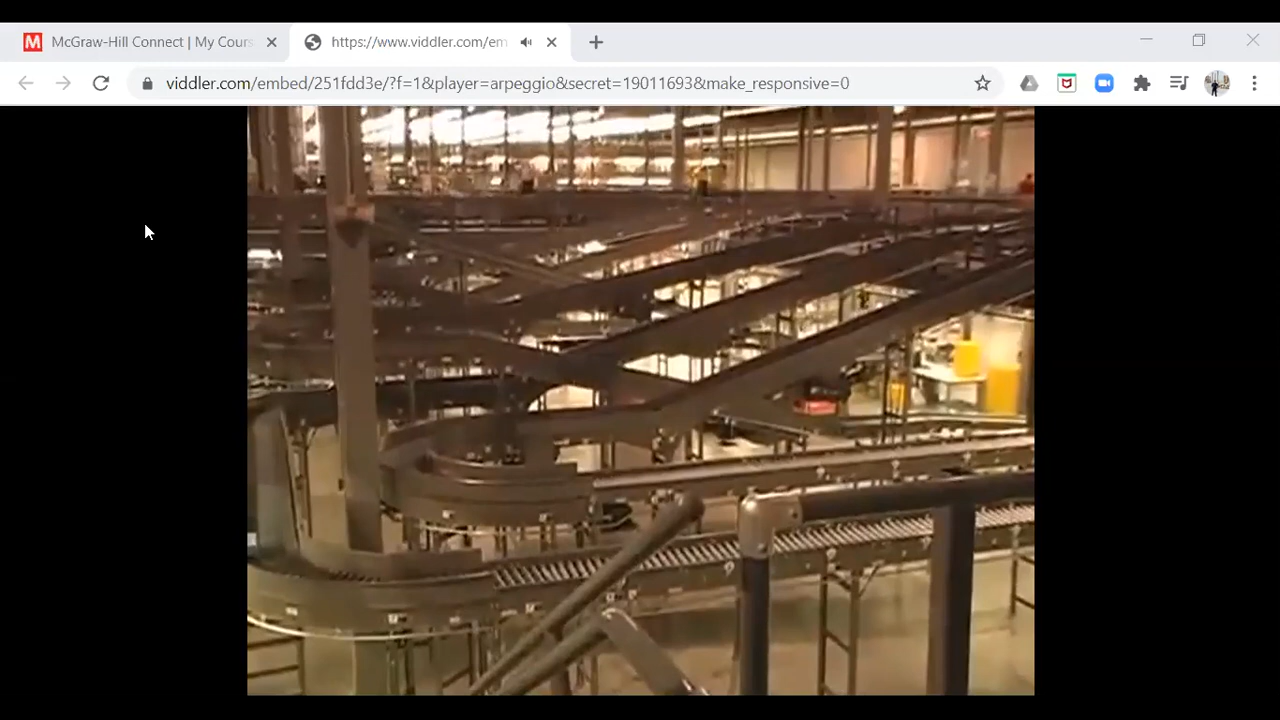 McGraw-Hill Connect | My Cours
https://www.viddler.com/em
viddler.com/embed/251fdd3e/?f=1&player=arpeggio&secret=19011693&make_responsive=0